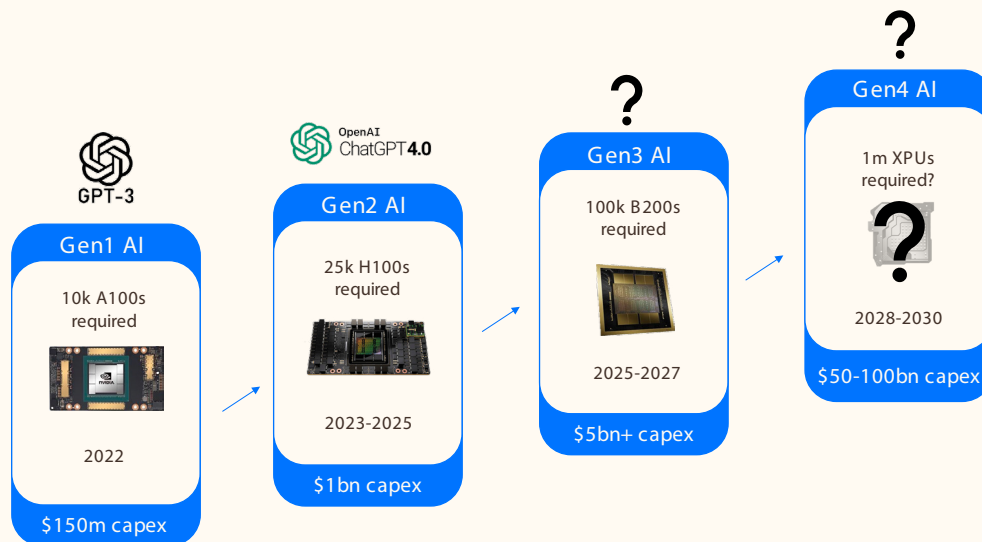 GPT-3
Gen1 AI
10k A100s
required
NVIDIA
2022
$150m capex
OpenAI
ChatGPT4.0
Gen2 AI
25k H100s
required
2023-2025
$1bn capex
?
Gen3 AI
100k B200s
required
2025-2027
$5bn+ capex
?
Gen4 AI
1m XPUs
required?
?
2028-2030
$50-100bn capex